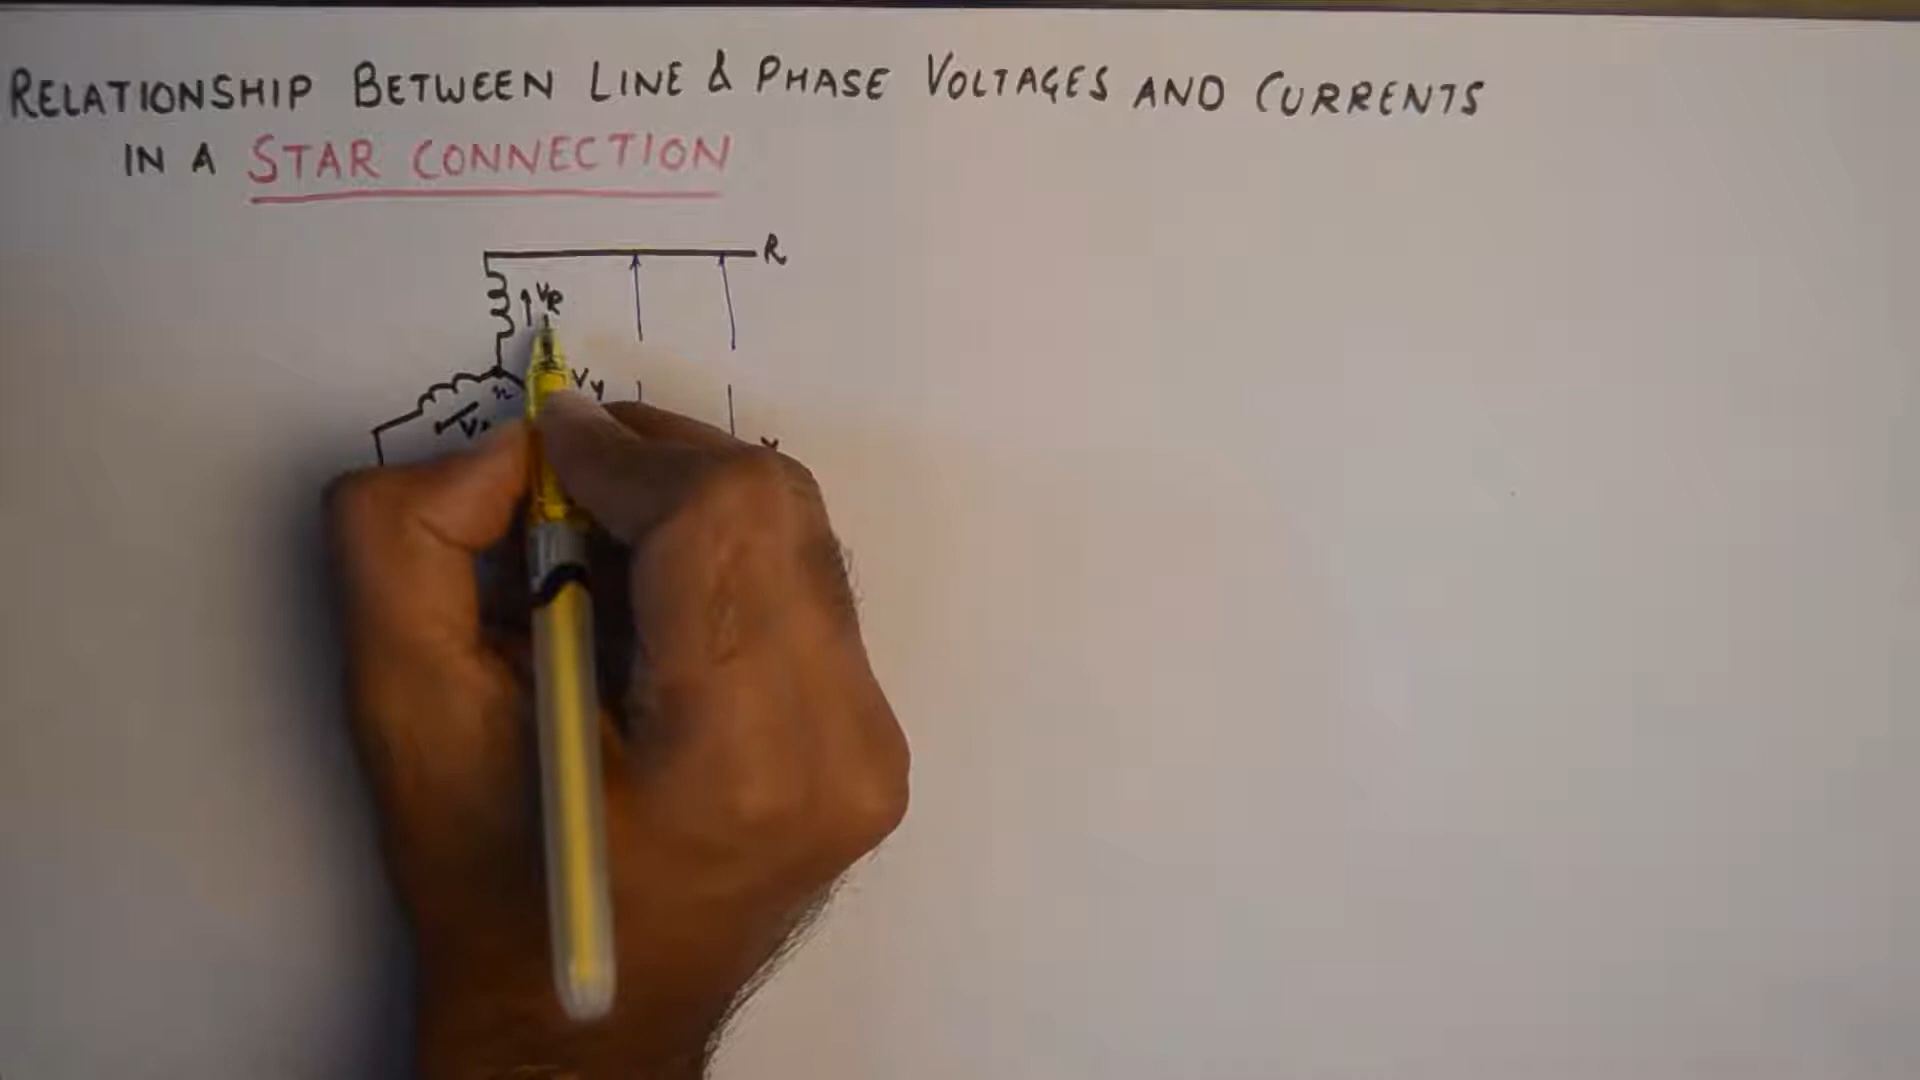 RELATIONSHIP BETWEEN LINE & PHASE VOLTAGES AND CURRENTS
IN A STAR CONNECTION
R
VR
Vy
n